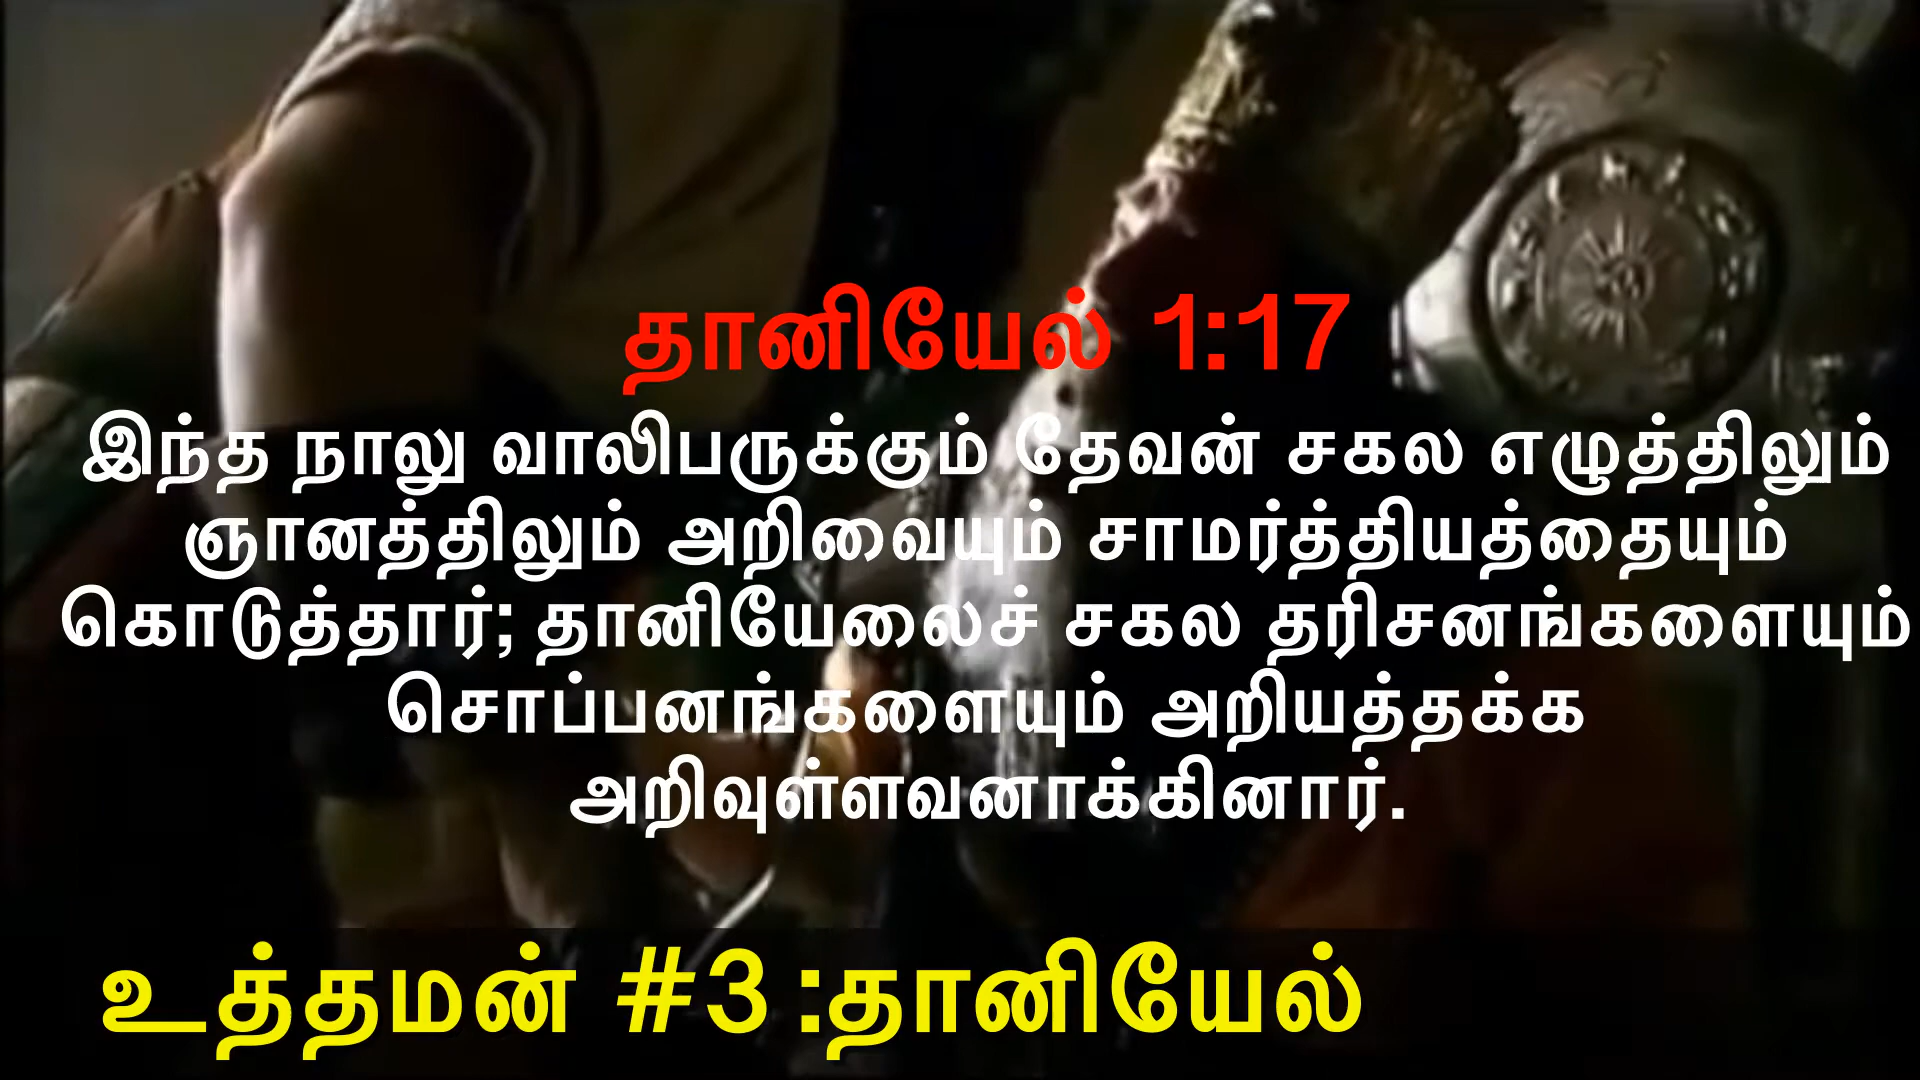 தானியேல் 1:17
இந்த நாலு வாலிபருக்கும் தேவன் சகல எழுத்திலும்
ஞானத்திலும் அறிவையும் சாமர்த்தியத்தையும்
கொடுத்தார்; தானியேலைச் சகல தரிசனங்களையும்
சொப்பனங்களையும் அறியத்தக்க
அறிவுள்ளவனாக்கினார்.
உத்தமன் #3 :தானியேல்